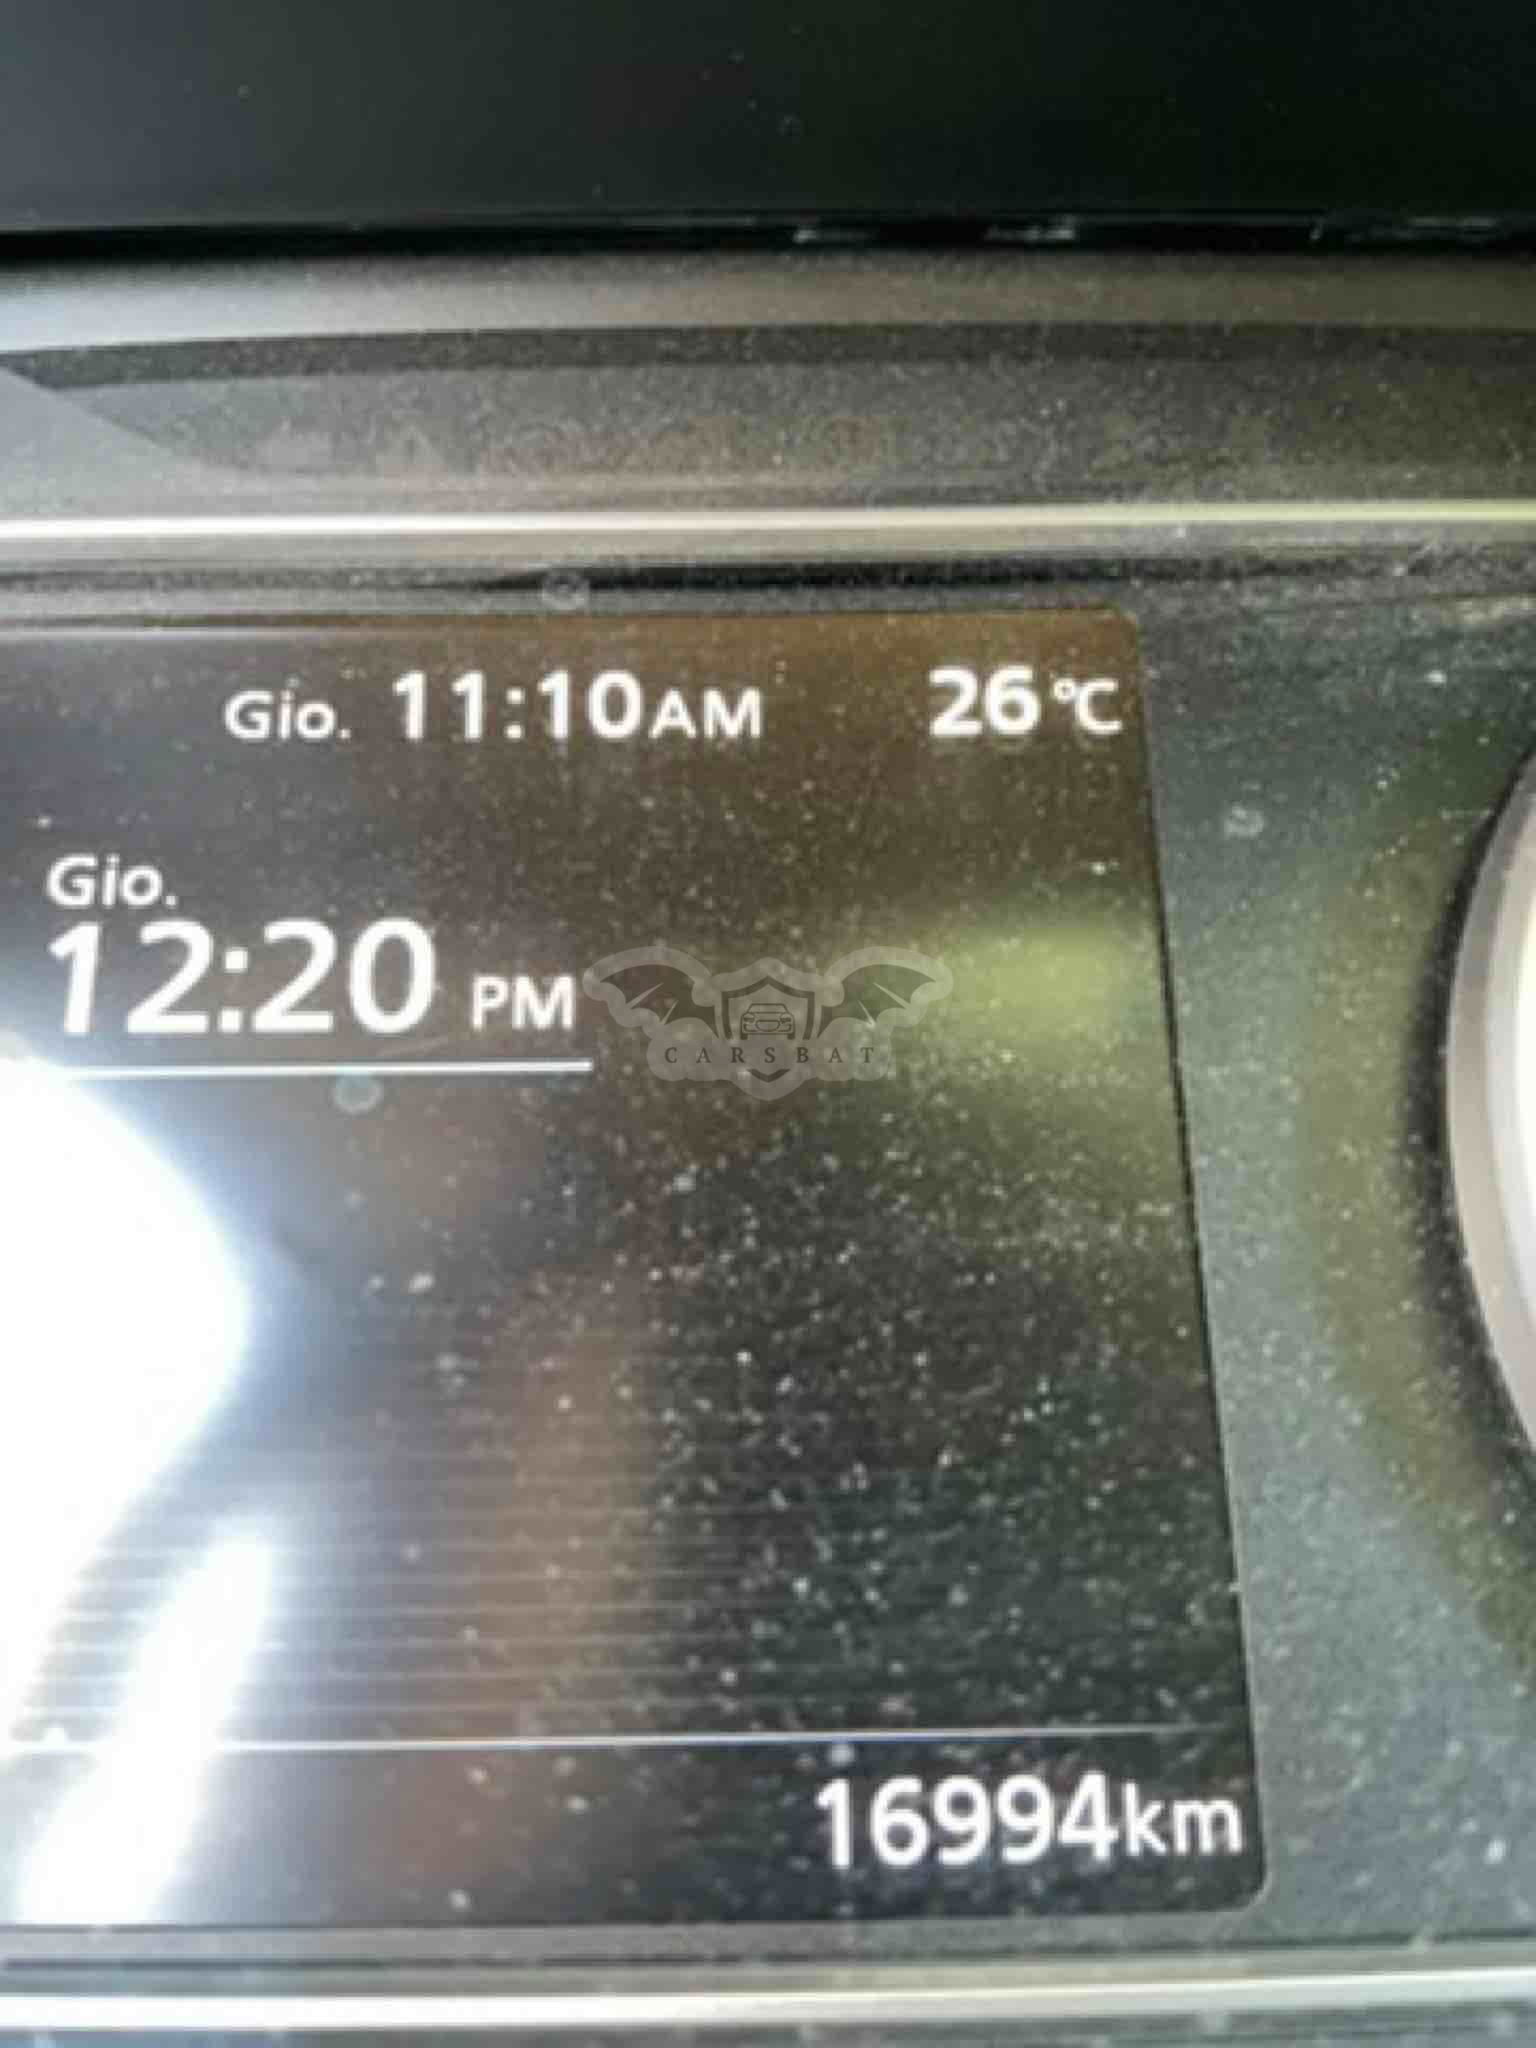 Gio. 11:10AM 26°C
Gio.
12:20 PM
CARSBAT
16994km